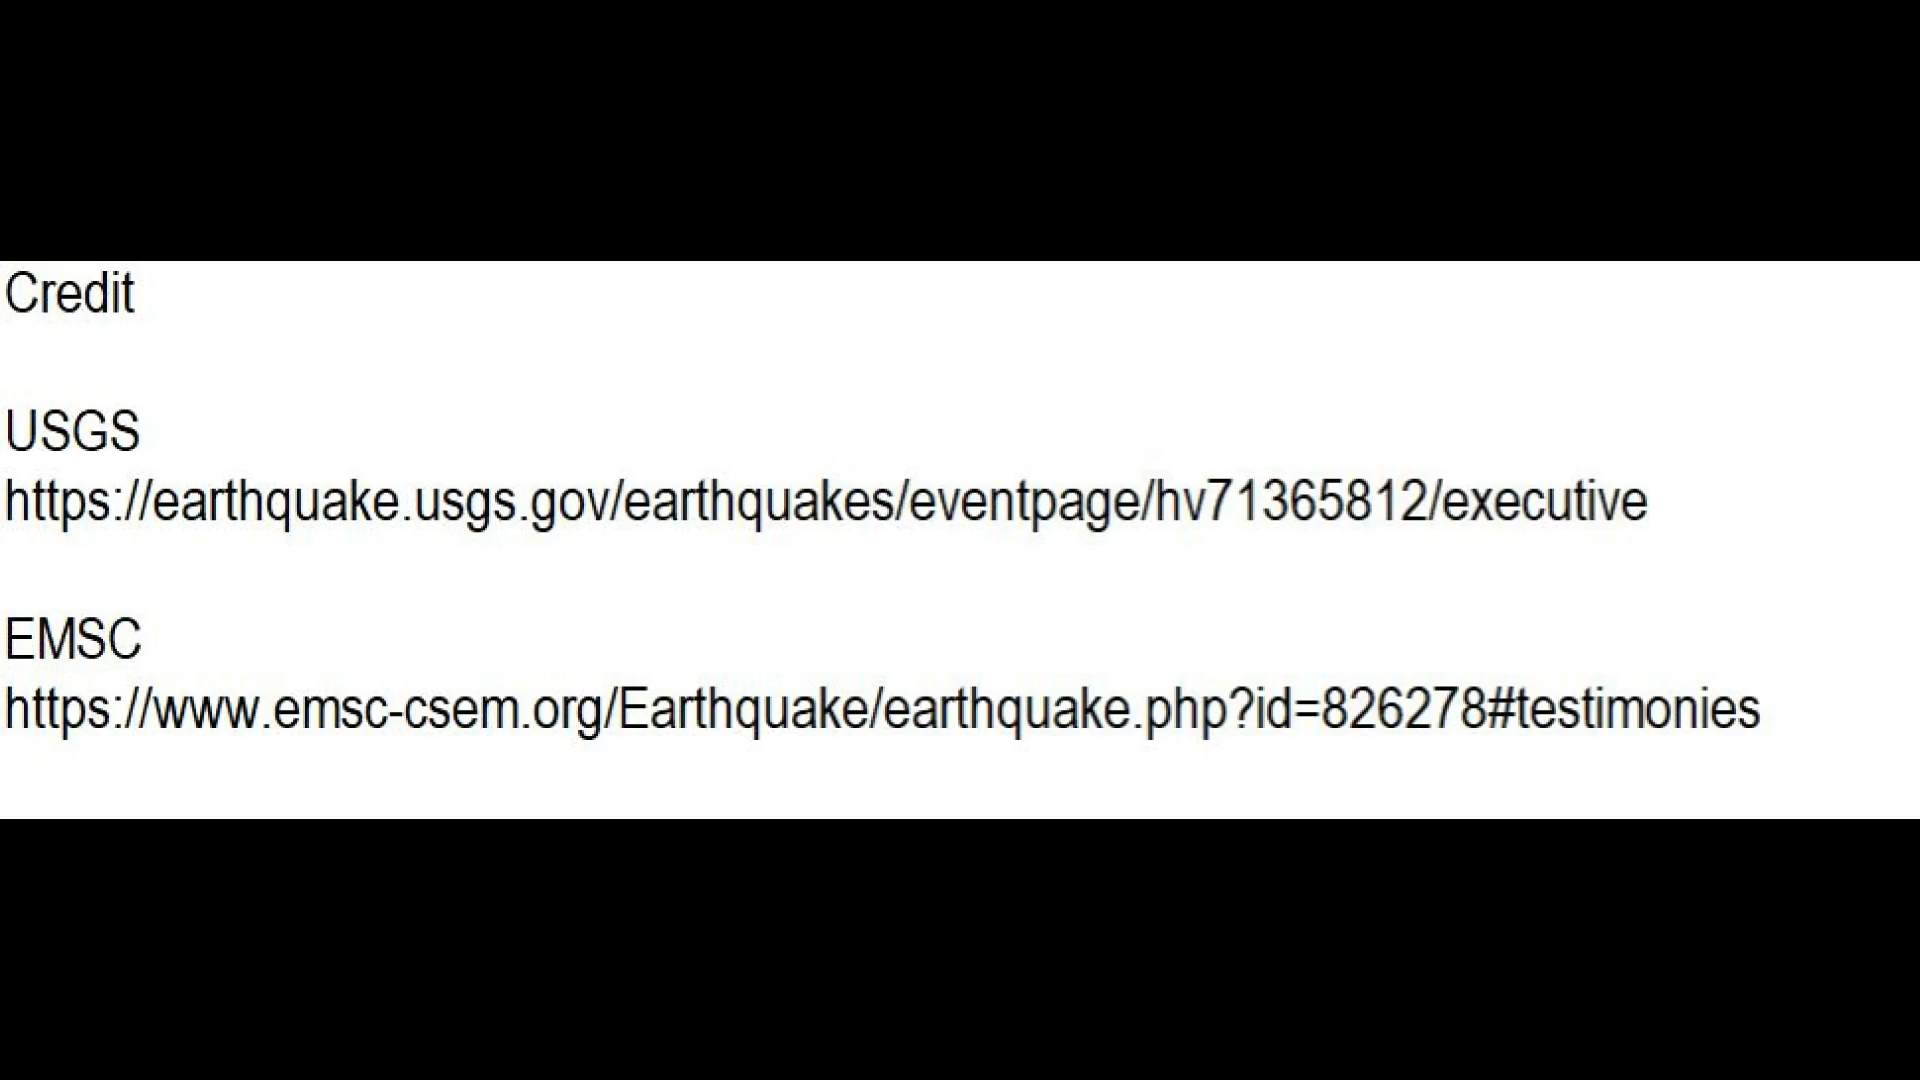 Credit
USGS
https://earthquake.usgs.gov/earthquakes/eventpage/hv71365812/executive
EMSC
https://www.emsc-csem.org/Earthquake/earthquake.php?id=826278#testimonies